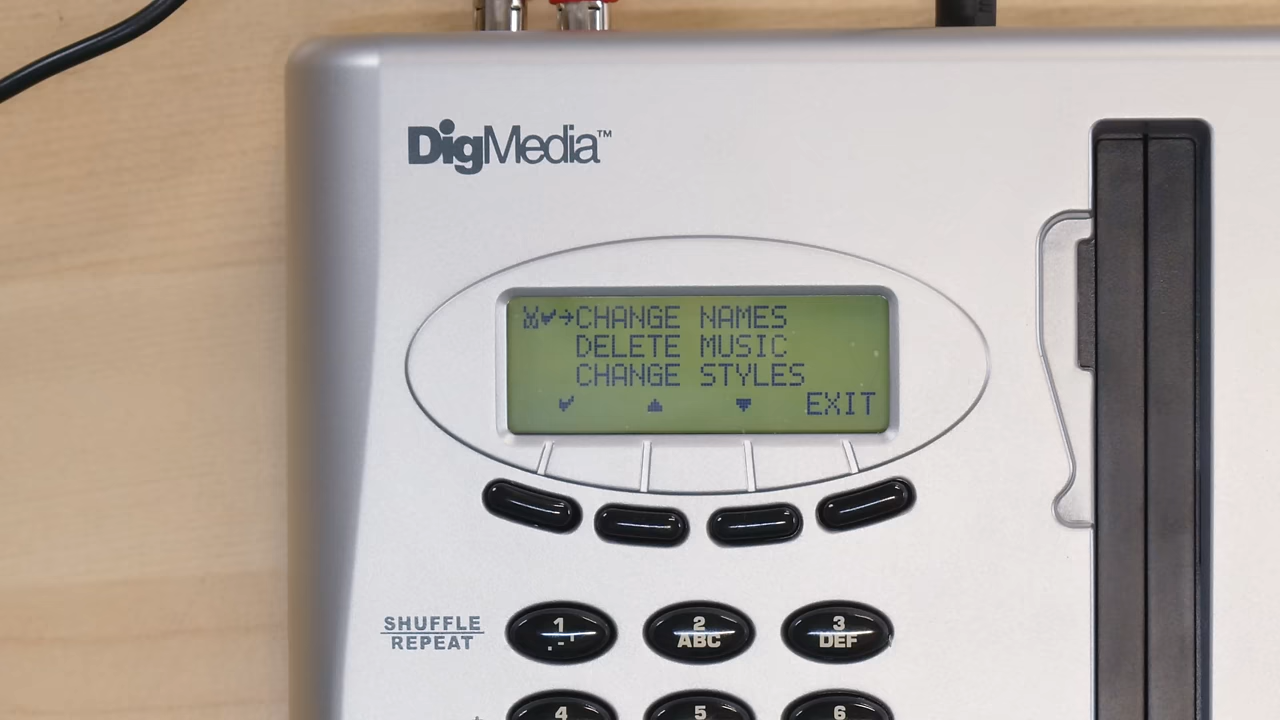 DigMedia™
CHANGE NAMES
DELETE MUSIC
CHANGE STYLES
EXIT
SHUFFLE
REPEAT
1
.-'
2
ABC
3
DEF
4
5
6